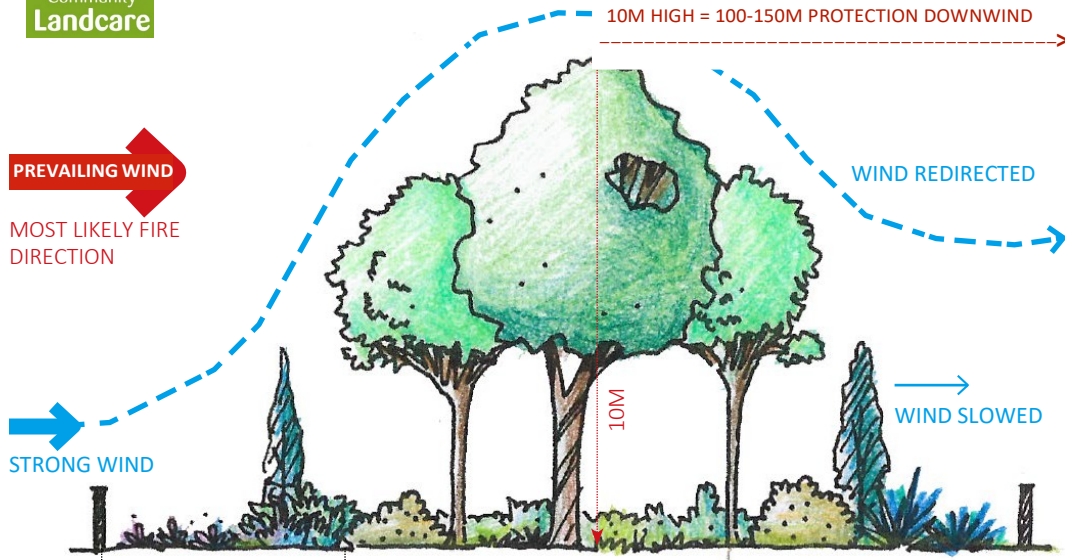 Community
Landcare
10M HIGH = 100-150M PROTECTION DOWNWIND
PREVAILING WIND
MOST LIKELY FIRE
DIRECTION
WIND REDIRECTED
10M
WIND SLOWED
STRONG WIND